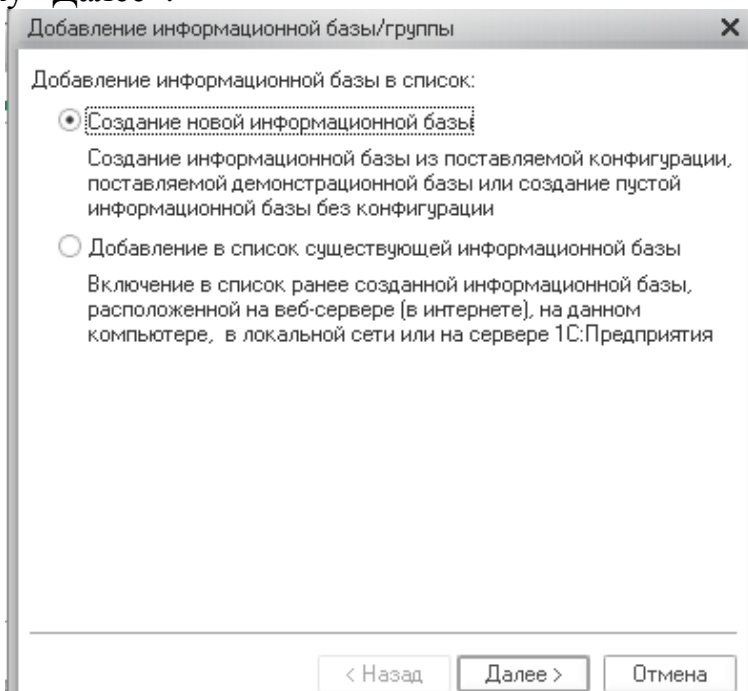 "Далее".
Добавление информационной базы/группы
Добавление информационной базы в список:
Создание новой информационной базы
Создание информационной базы из поставляемой конфигурации,
поставляемой демонстрационной базы или создание пустой
информационной базы без конфигурации
Добавление в список существующей информационной базы
Включение в список ранее созданной информационной базы,
расположенной на веб-сервере (в интернете), на данном
компьютере, в локальной сети или на сервере 1С:Предприятия
< Назад Далее > Отмена